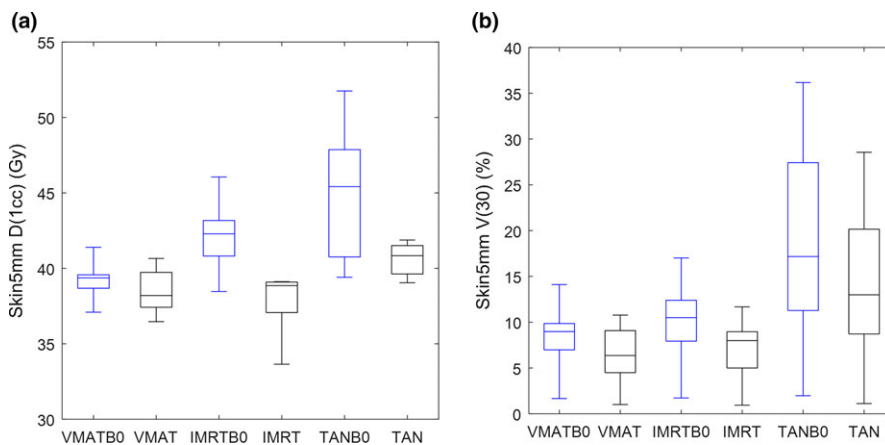 (a)
55
50
45
40
35
30
Skin5mm D(1cc) (Gy)
VMATB0 VMAT IMRTB0 IMRT TANB0 TAN
(b)
40
35
30
25
20
15
10
5
0
Skin5mm V(30) (%)
VMATB0 VMAT IMRTB0 IMRT TANB0 TAN